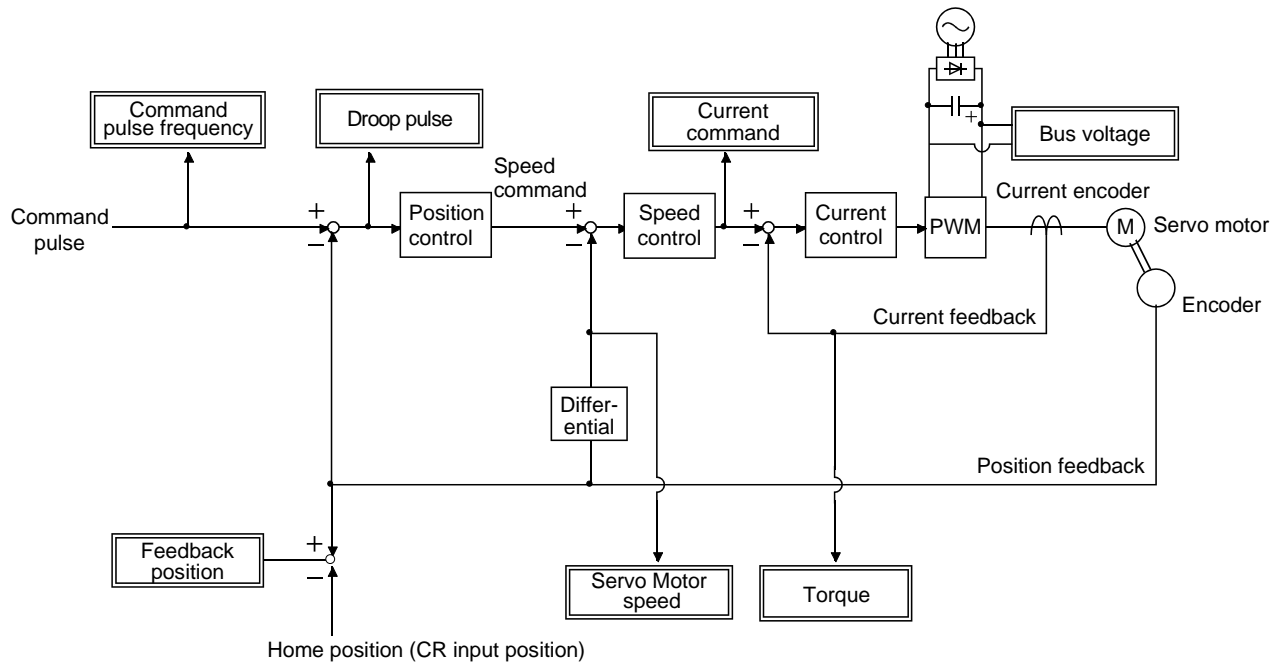 Command
pulse frequency
Droop pulse
Current
command
Bus voltage
+
Speed
command
Current encoder
Command
pulse
+
−
Position
control
+
−
Speed
control
+
−
Current
control
PWM
M
Servo motor
Encoder
Current feedback
Differ-
ential
Position feedback
Feedback
position
+
−
Servo Motor
speed
Torque
Home position (CR input position)